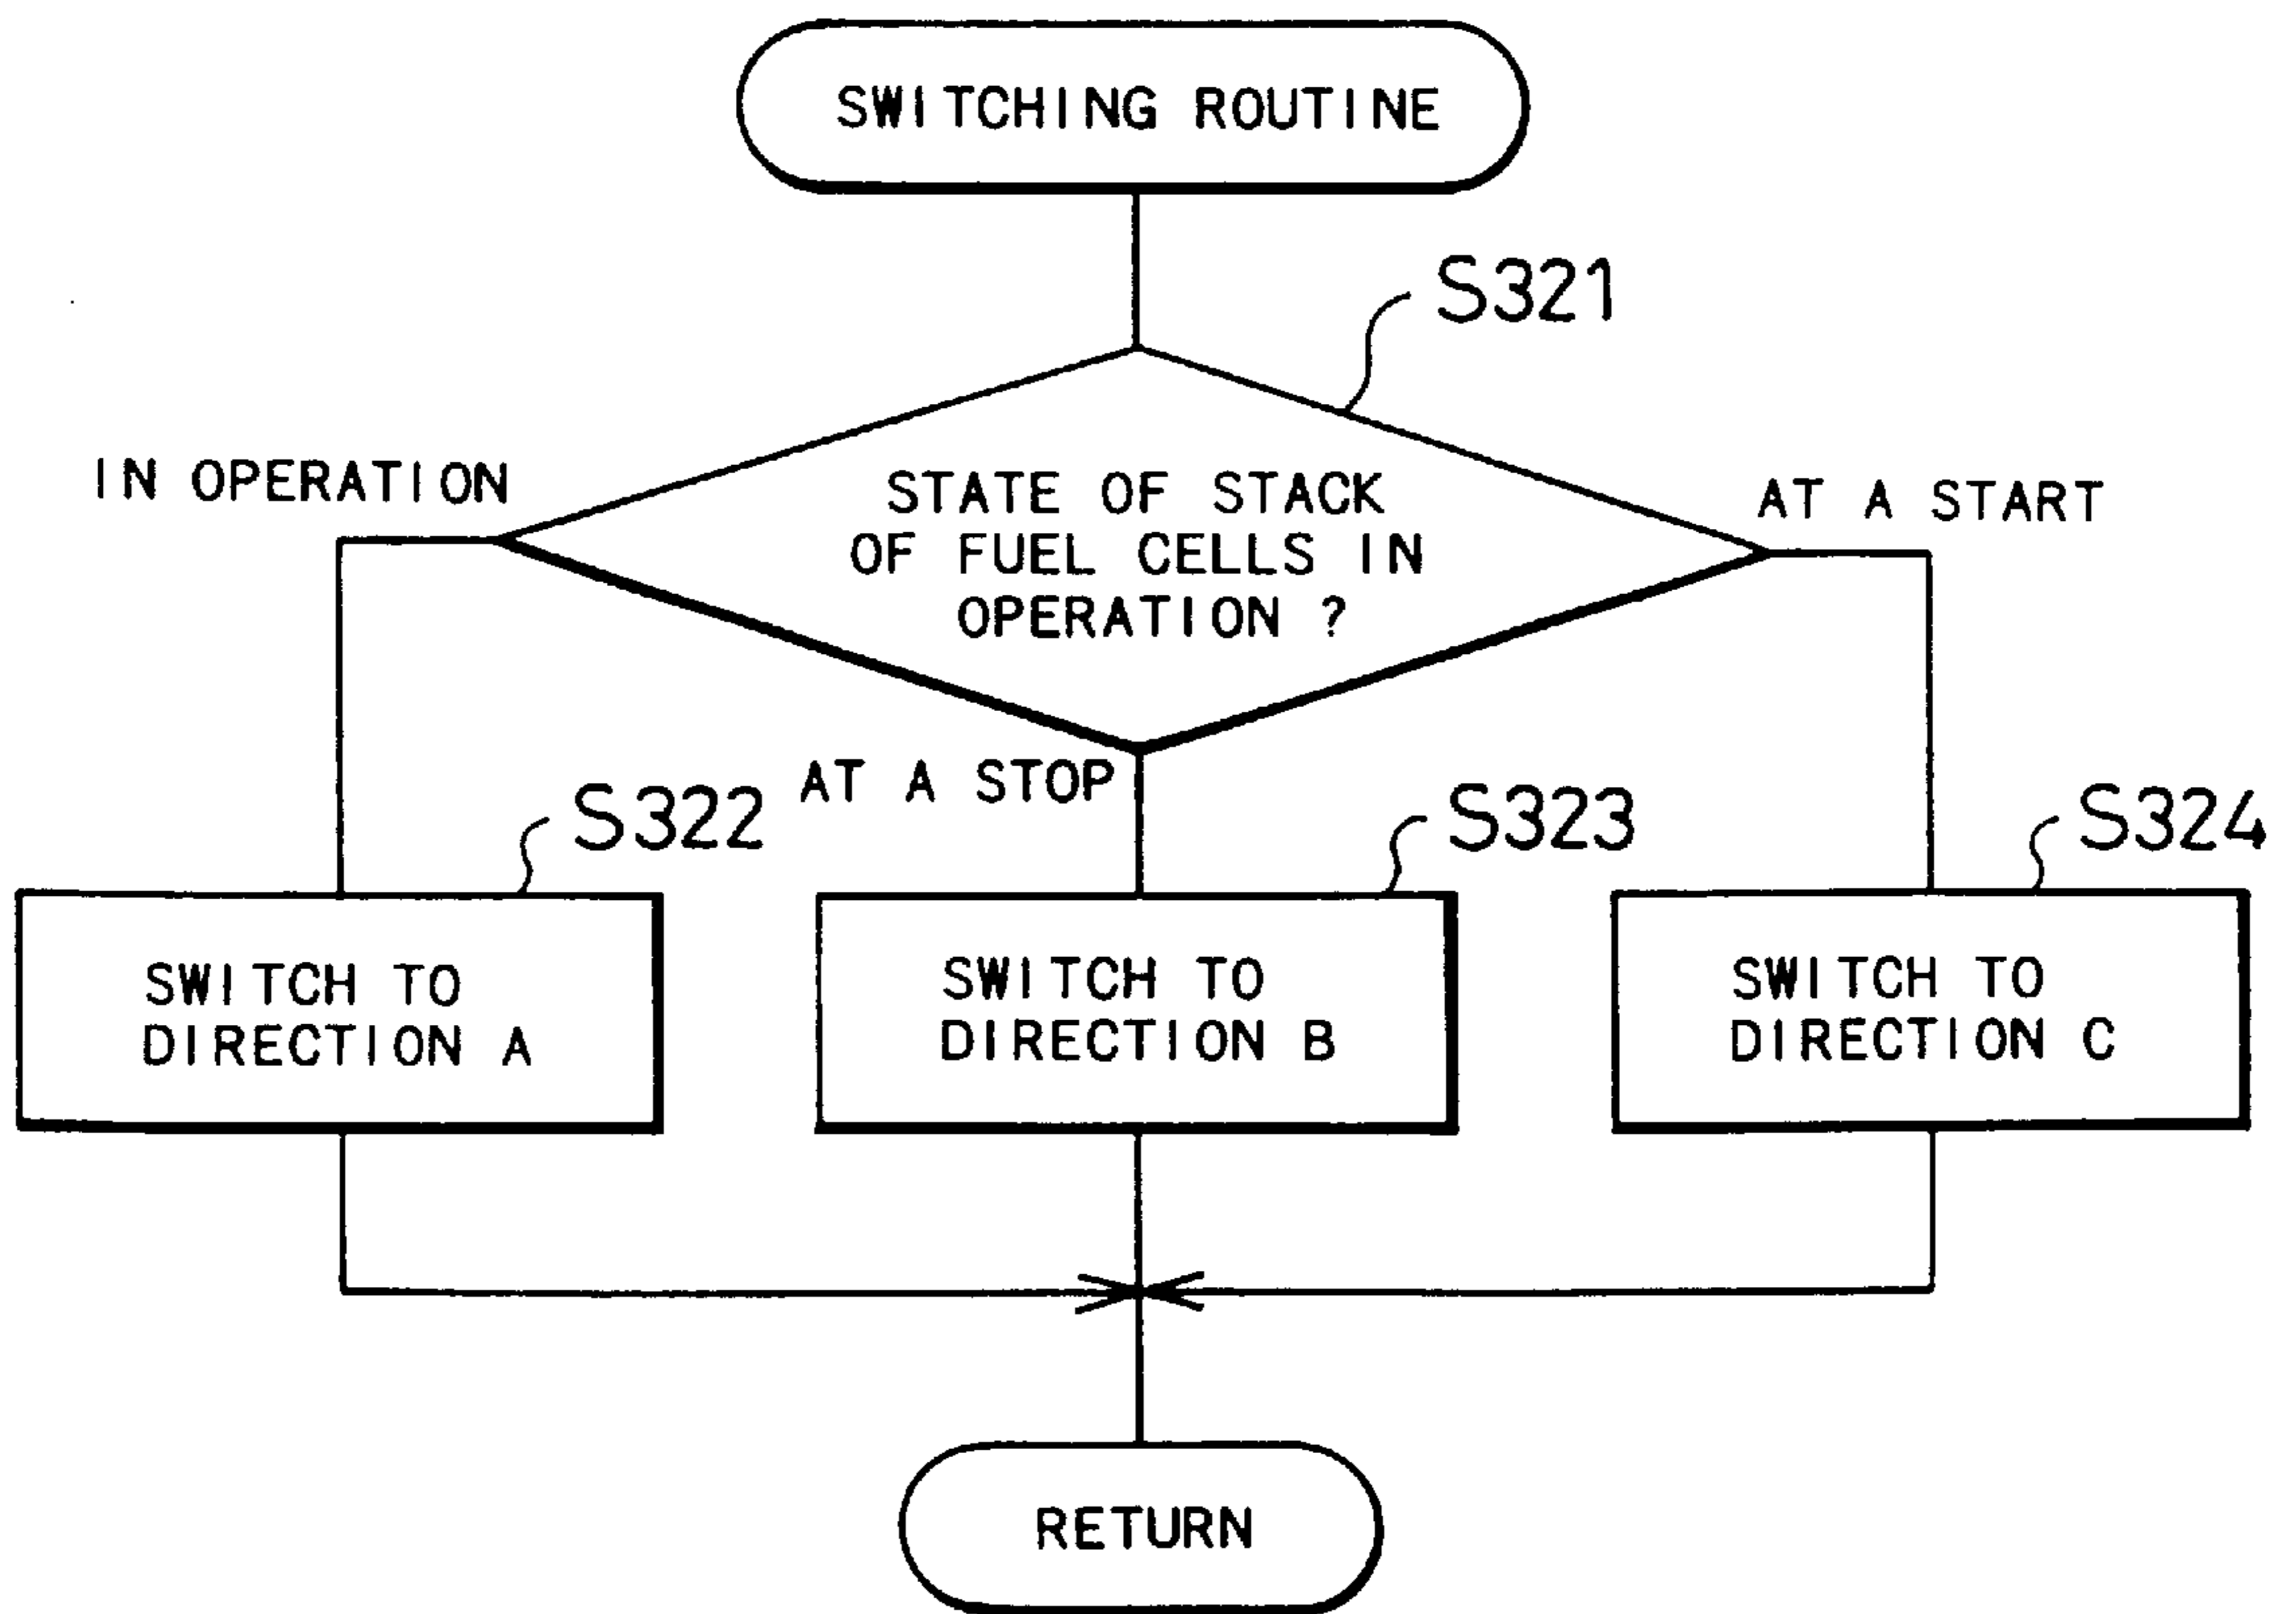 SWITCHING ROUTINE
S321
IN OPERATION
STATE OF STACK
OF FUEL CELLS IN
OPERATION ?
AT A START
AT A STOP
S322
S323
S324
SWITCH TO
DIRECTION A
SWITCH TO
DIRECTION B
SWITCH TO
DIRECTION C
RETURN